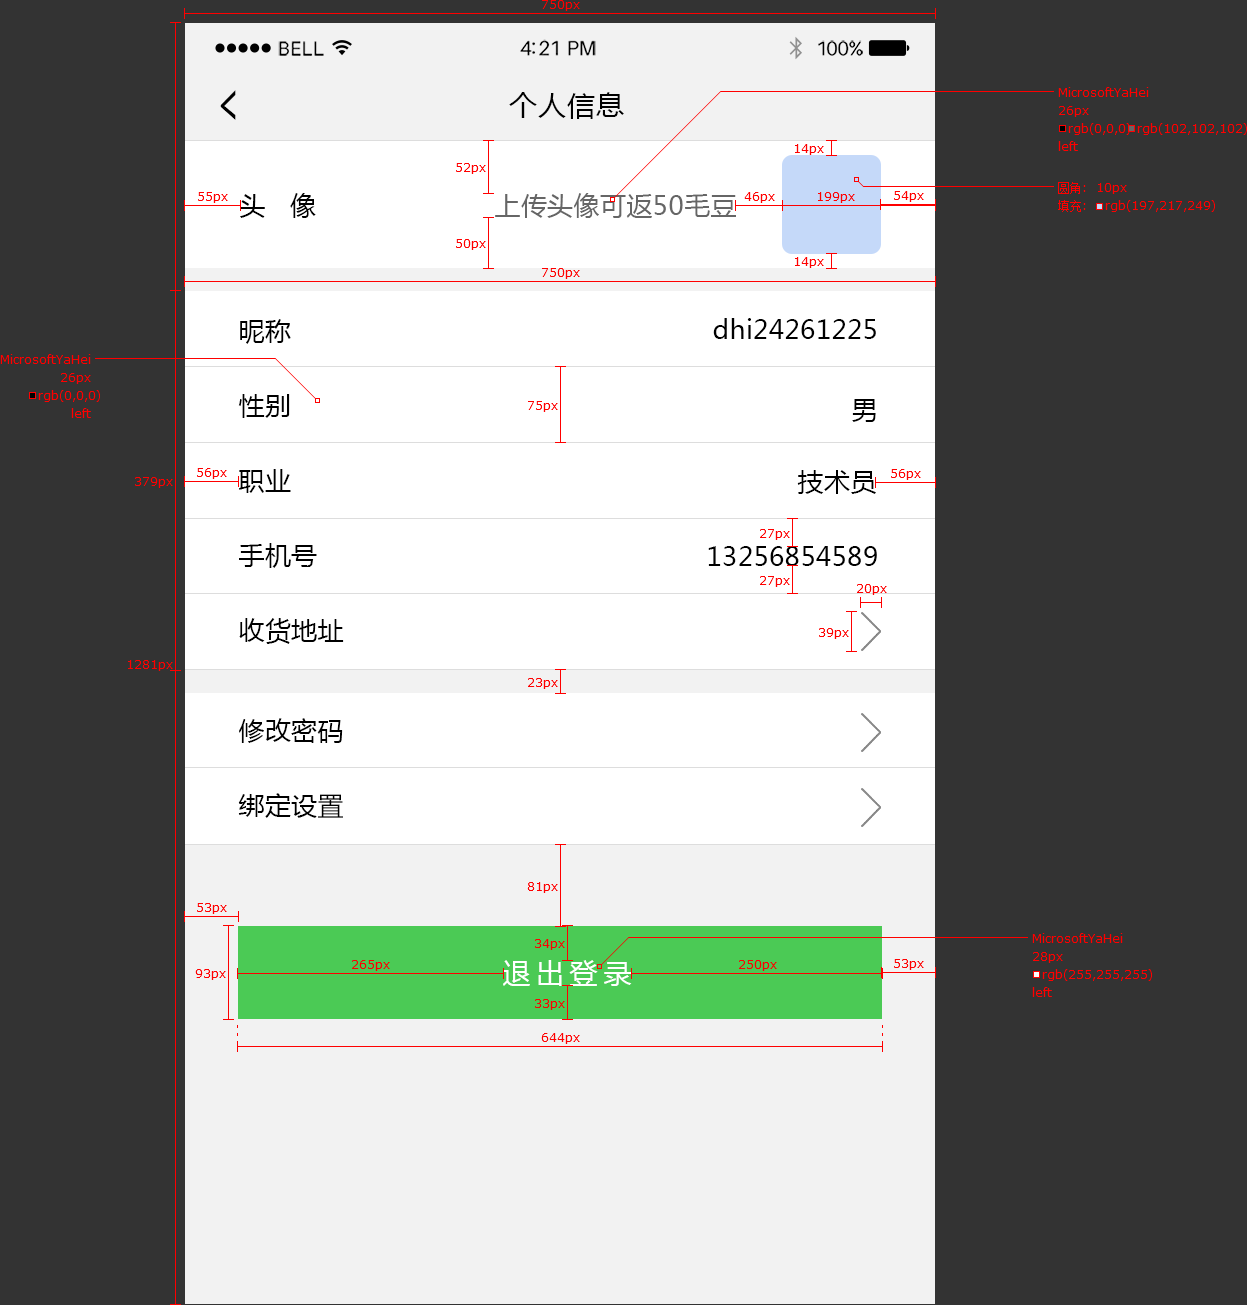 750px
BELL 4:21 PM 100%
个人信息
MicrosoftYaHei
26px
rgb(0,0,0) rgb(102,102,102)
left
14px
52px
55px
头 像
上传头像可返50毛豆
46px
199px
54px
圆角: 10px
填充: rgb(197,217,249)
50px
14px
750px
昵称 dhi24261225
MicrosoftYaHei
26px
rgb(0,0,0)
left
性别 75px 男
379px
56px
职业 技术员
56px
27px
手机号 13256854589
27px
20px
收货地址 39px
1281px
23px
修改密码
绑定设置
81px
53px
34px
MicrosoftYaHei
28px
rgb(255,255,255)
left
93px
265px
退出登录
250px
53px
33px
644px